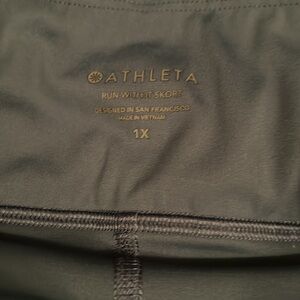 ATHLETA
RUN WITH IT SKORT
DESIGNED IN SAN FRANCISCO
MADE IN VIETNAM
1X